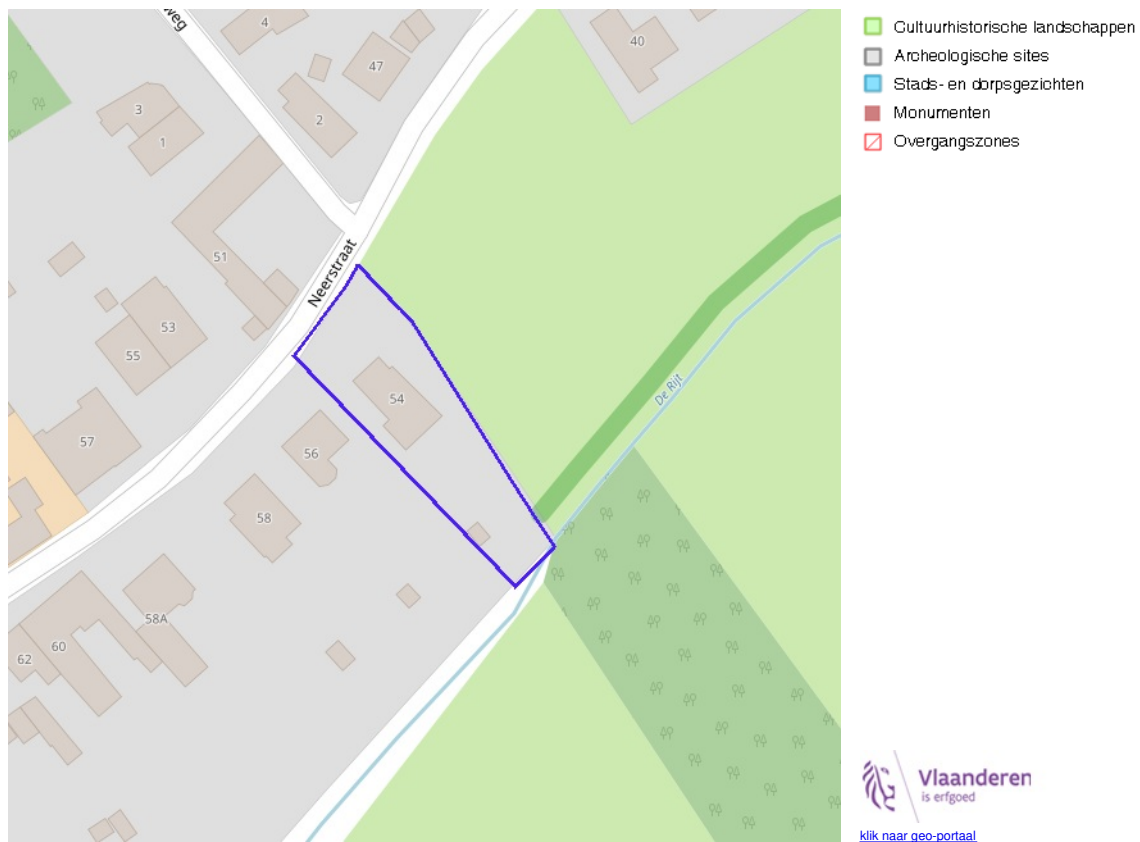 weg
4
47
40
3
1
2
51
Neerstraat
53
55
54
57
56
De Rijt
58
58A
60
62
Cultuurhistorische landschappen
Archeologische sites
Stads- en dorpsgezichten
Monumenten
Overgangszones
Vlaanderen
is erfgoed
klik naar geo-portaal